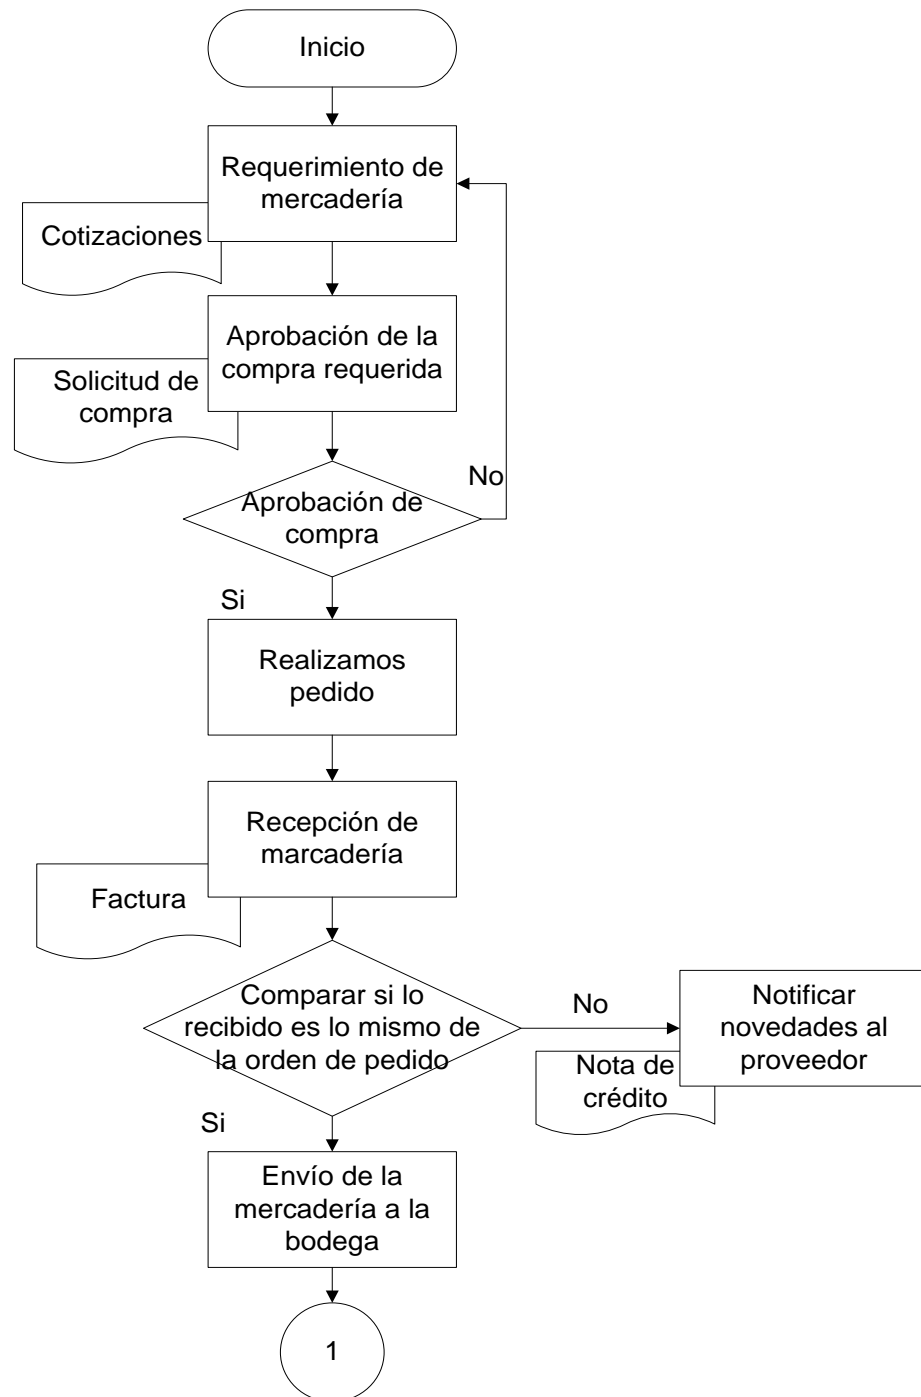 Inicio
Requerimiento de
mercadería
Cotizaciones
Aprobación de la
compra requerida
Solicitud de
compra
No
Aprobación de
compra
Si
Realizamos
pedido
Recepción de
marcadería
Factura
Comparar si lo
recibido es lo mismo de
la orden de pedido
No
Notificar
novedades al
proveedor
Nota de
crédito
Si
Envío de la
mercadería a la
bodega
1